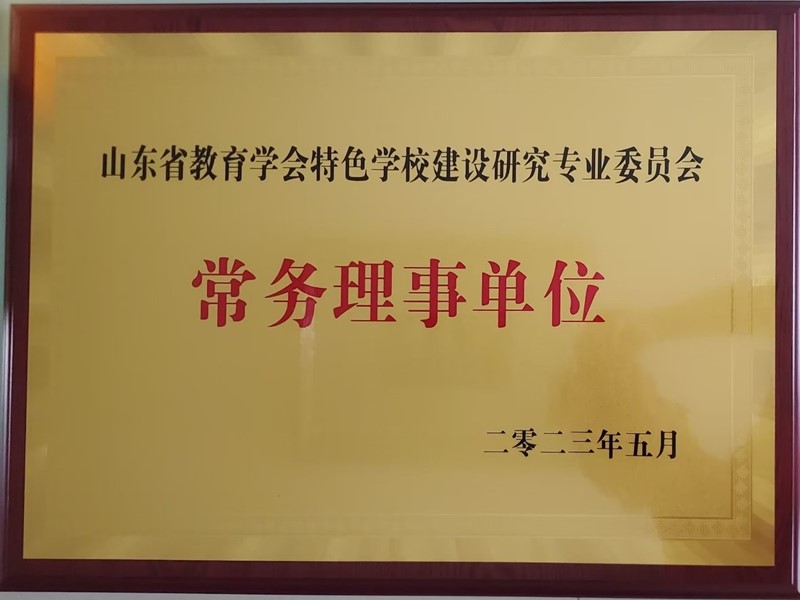 山东省教育学会特色学校建设研究专业委员会
常务理事单位
二零二三年五月